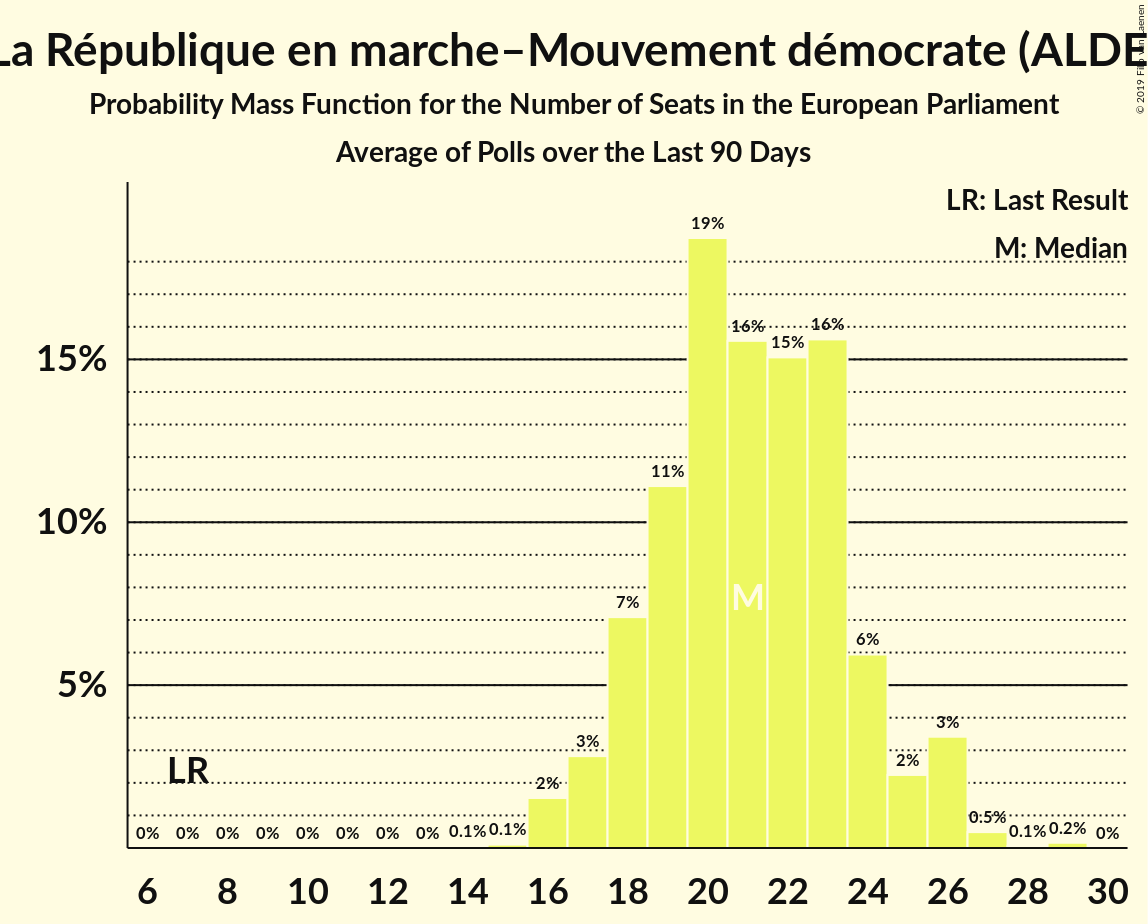 La République en marche–Mouvement démocrate (ALDE
Probability Mass Function for the Number of Seats in the European Parliament
Average of Polls over the Last 90 Days
© 2019 Filip
LR: Last Result
M: Median
19%
16% 15% 16%
15%
11%
10%
M
7%
6%
5%
3% 3%
LR 2% 2%
0% 0% 0% 0% 0% 0% 0% 0% 0.1% 0.1% 0.5% 0.1% 0.2% 0%
6 8 10 12 14 16 18 20 22 24 26 28 30